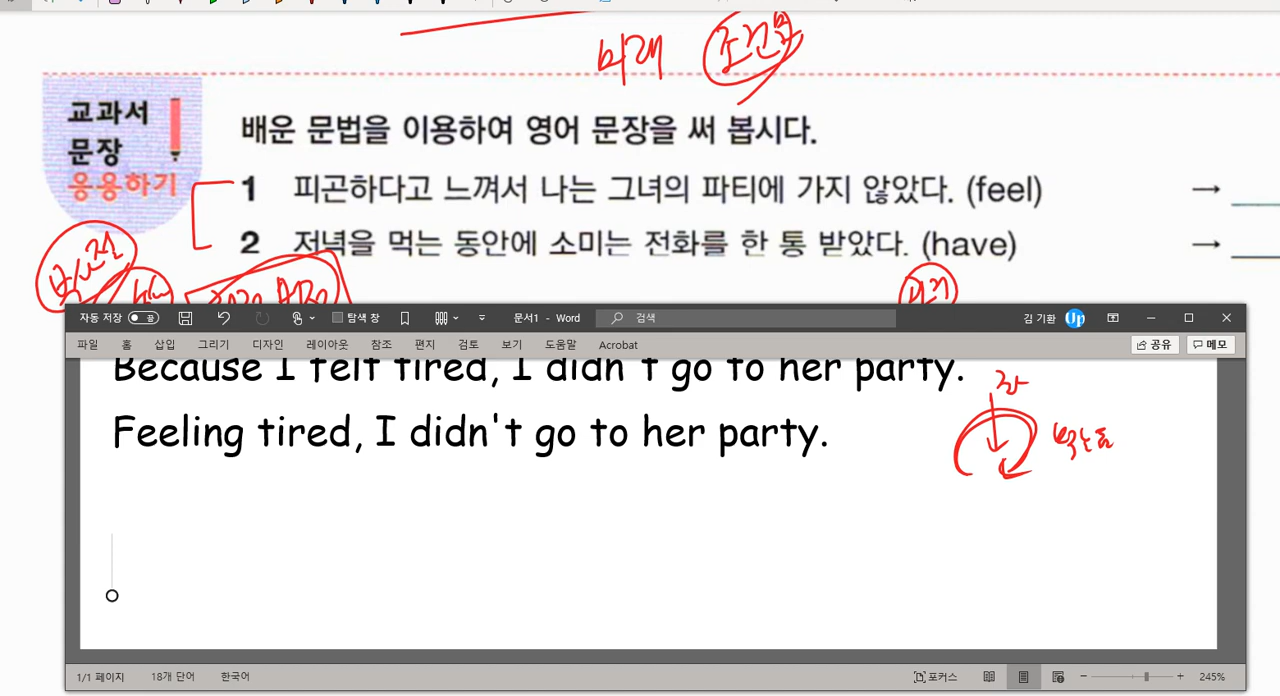 미래 조건문
교과서
문장
응용하기
배운 문법을 이용하여 영어 문장을 써 봅시다.
1 피곤하다고 느껴서 나는 그녀의 파티에 가지 않았다. (feel) →
2 저녁을 먹는 동안에 소미는 전화를 한 통 받았다. (have) →
부사절
자동 저장 끔 탐색 창 문서1 - Word 검색 김 기환 Up
파일 홈 삽입 그리기 디자인 레이아웃 참조 편지 검토 보기 도움말 Acrobat 공유 메모
Because I felt tired, I didn't go to her party.
Feeling tired, I didn't go to her party.
1/1 페이지 18개 단어 한국어 포커스 245%